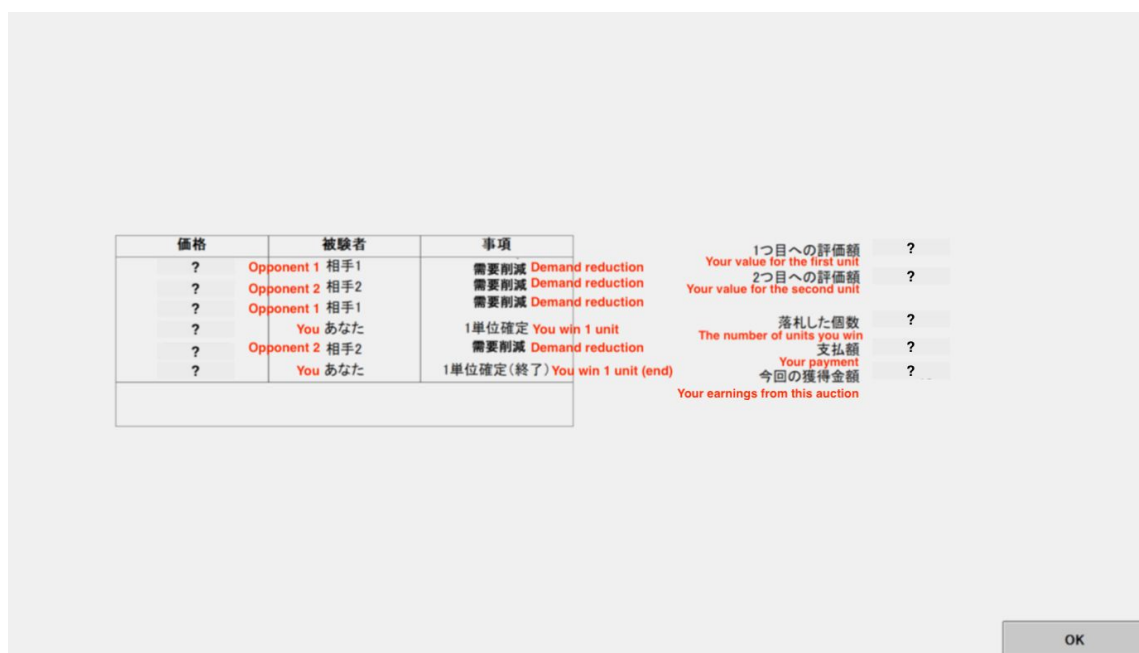 価格 被験者 事項
? Opponent 1 相手1 需要削減 Demand reduction
? Opponent 2 相手2 需要削減 Demand reduction
? Opponent 1 相手1 需要削減 Demand reduction
? You あなた 1単位確定 You win 1 unit
? Opponent 2 相手2 需要削減 Demand reduction
? You あなた 1単位確定(終了) You win 1 unit (end)
1つ目への評価額 ?
Your value for the first unit
2つ目への評価額 ?
Your value for the second unit
落札した個数 ?
The number of units you win
支払額 ?
Your payment
今回の獲得金額 ?
Your earnings from this auction
OK